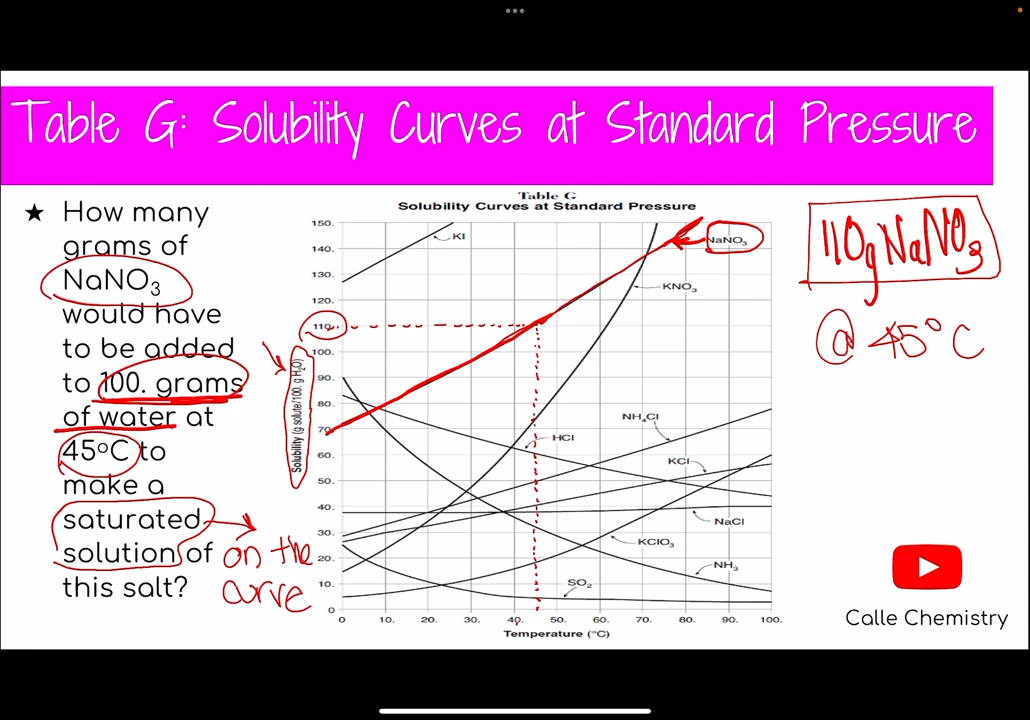 Table G: Solubility Curves at Standard Pressure
★ How many
grams of
NaNO₃
would have
to be added
to 100. grams
of water at
45°C to
make a
saturated
solution of
this salt?
on the
curve
Table G
Solubility Curves at Standard Pressure
Solubility (g solute/100. g H₂O)
150.
140.
130.
120.
110.
100.
90.
80.
70.
60.
50.
40.
30.
20.
10.
0
KI
NaNO₃
KNO₃
NH₄Cl
HCl
KCl
NaCl
KClO₃
NH₃
SO₂
0 10. 20. 30. 40. 50. 60. 70. 80. 90. 100.
Temperature (°C)
110g NaNO₃
@ 45°C
Calle Chemistry